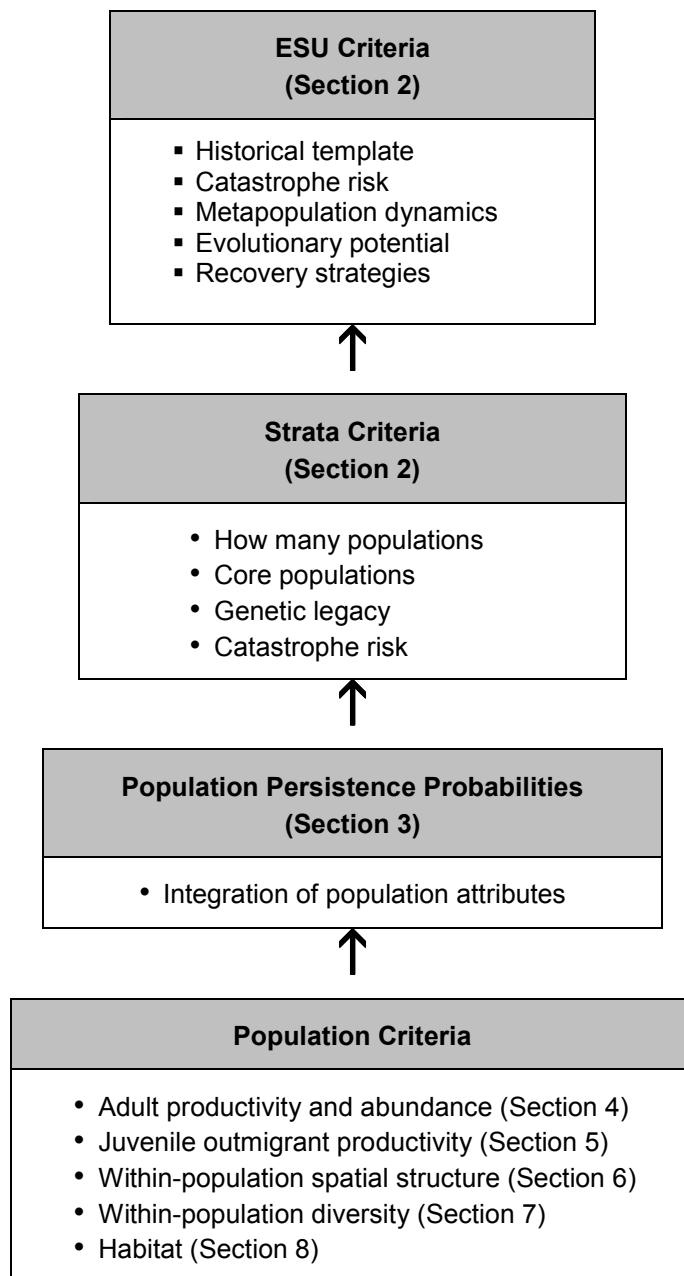 ESU Criteria
(Section 2)
▪ Historical template
▪ Catastrophe risk
▪ Metapopulation dynamics
▪ Evolutionary potential
▪ Recovery strategies
Strata Criteria
(Section 2)
• How many populations
• Core populations
• Genetic legacy
• Catastrophe risk
Population Persistence Probabilities
(Section 3)
• Integration of population attributes
Population Criteria
• Adult productivity and abundance (Section 4)
• Juvenile outmigrant productivity (Section 5)
• Within-population spatial structure (Section 6)
• Within-population diversity (Section 7)
• Habitat (Section 8)